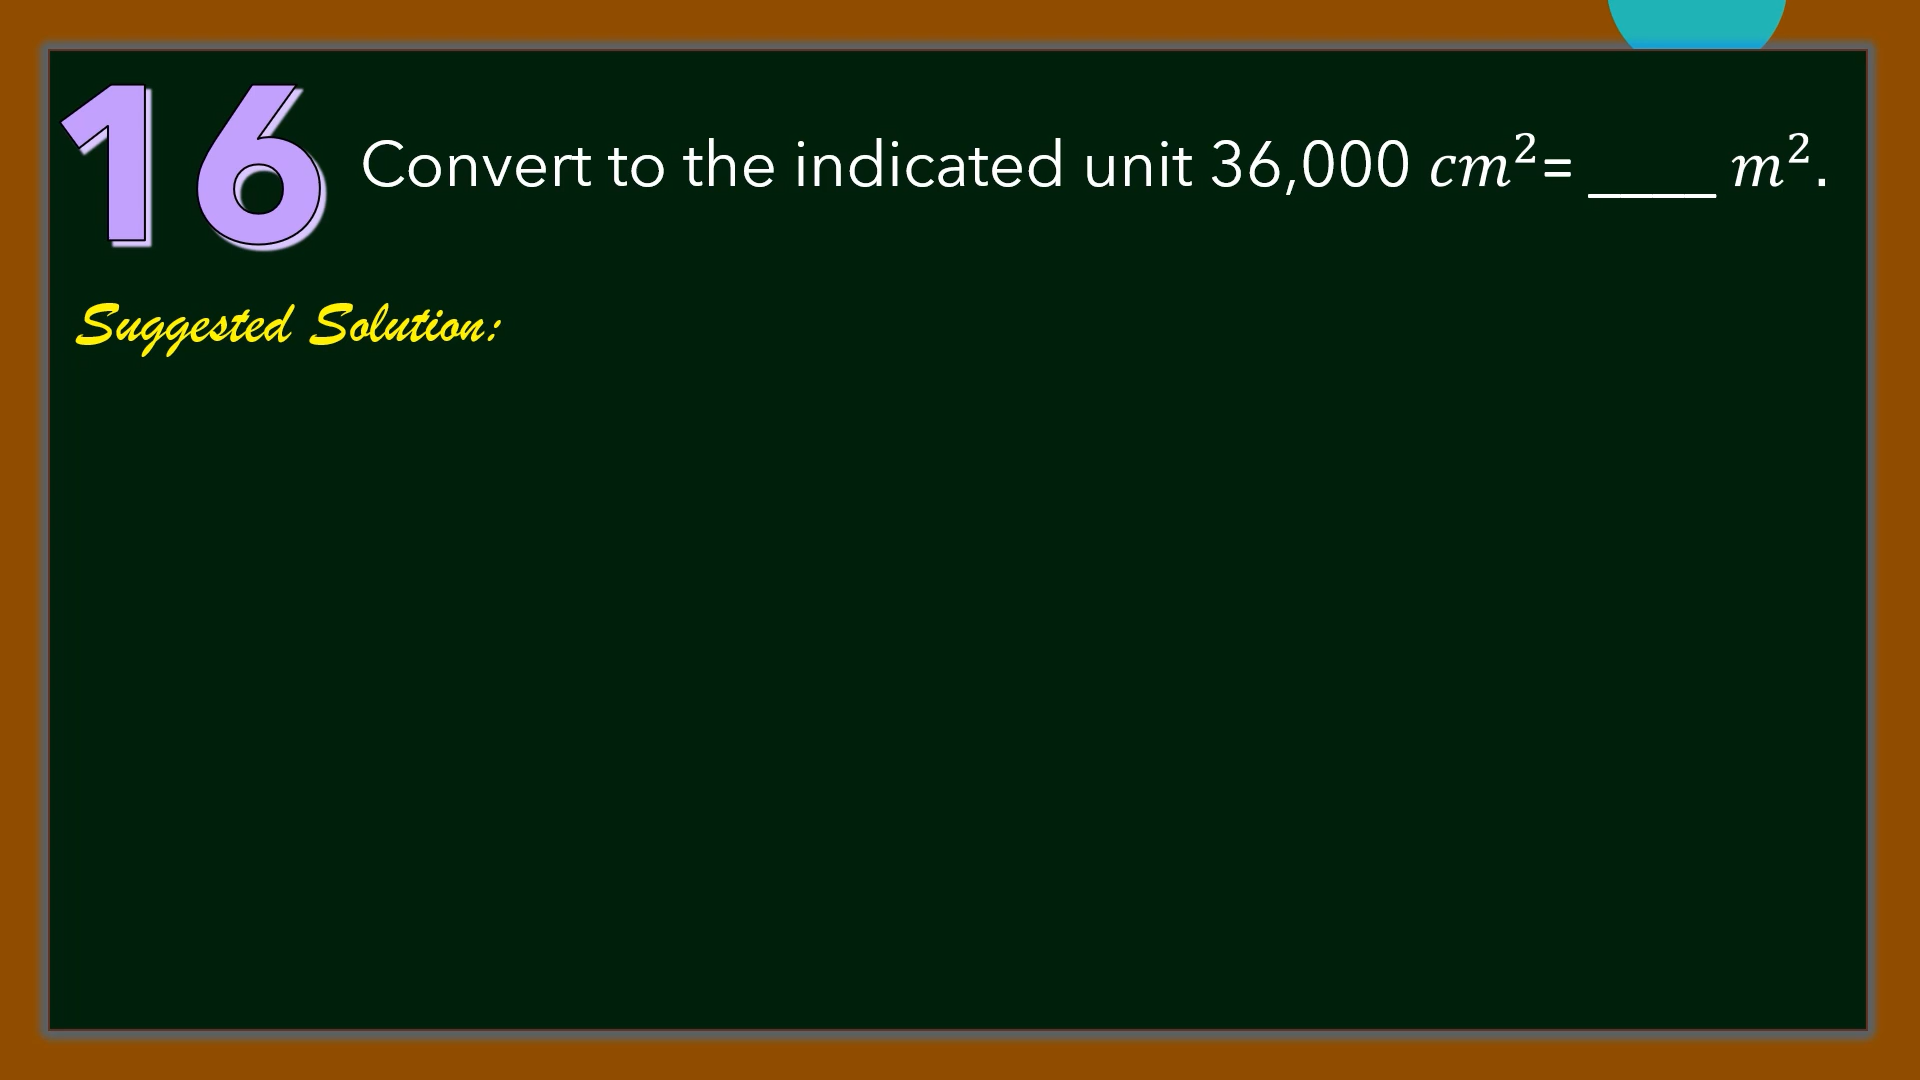 16
Convert to the indicated unit 36,000 cm²= ____ m².
Suggested Solution: